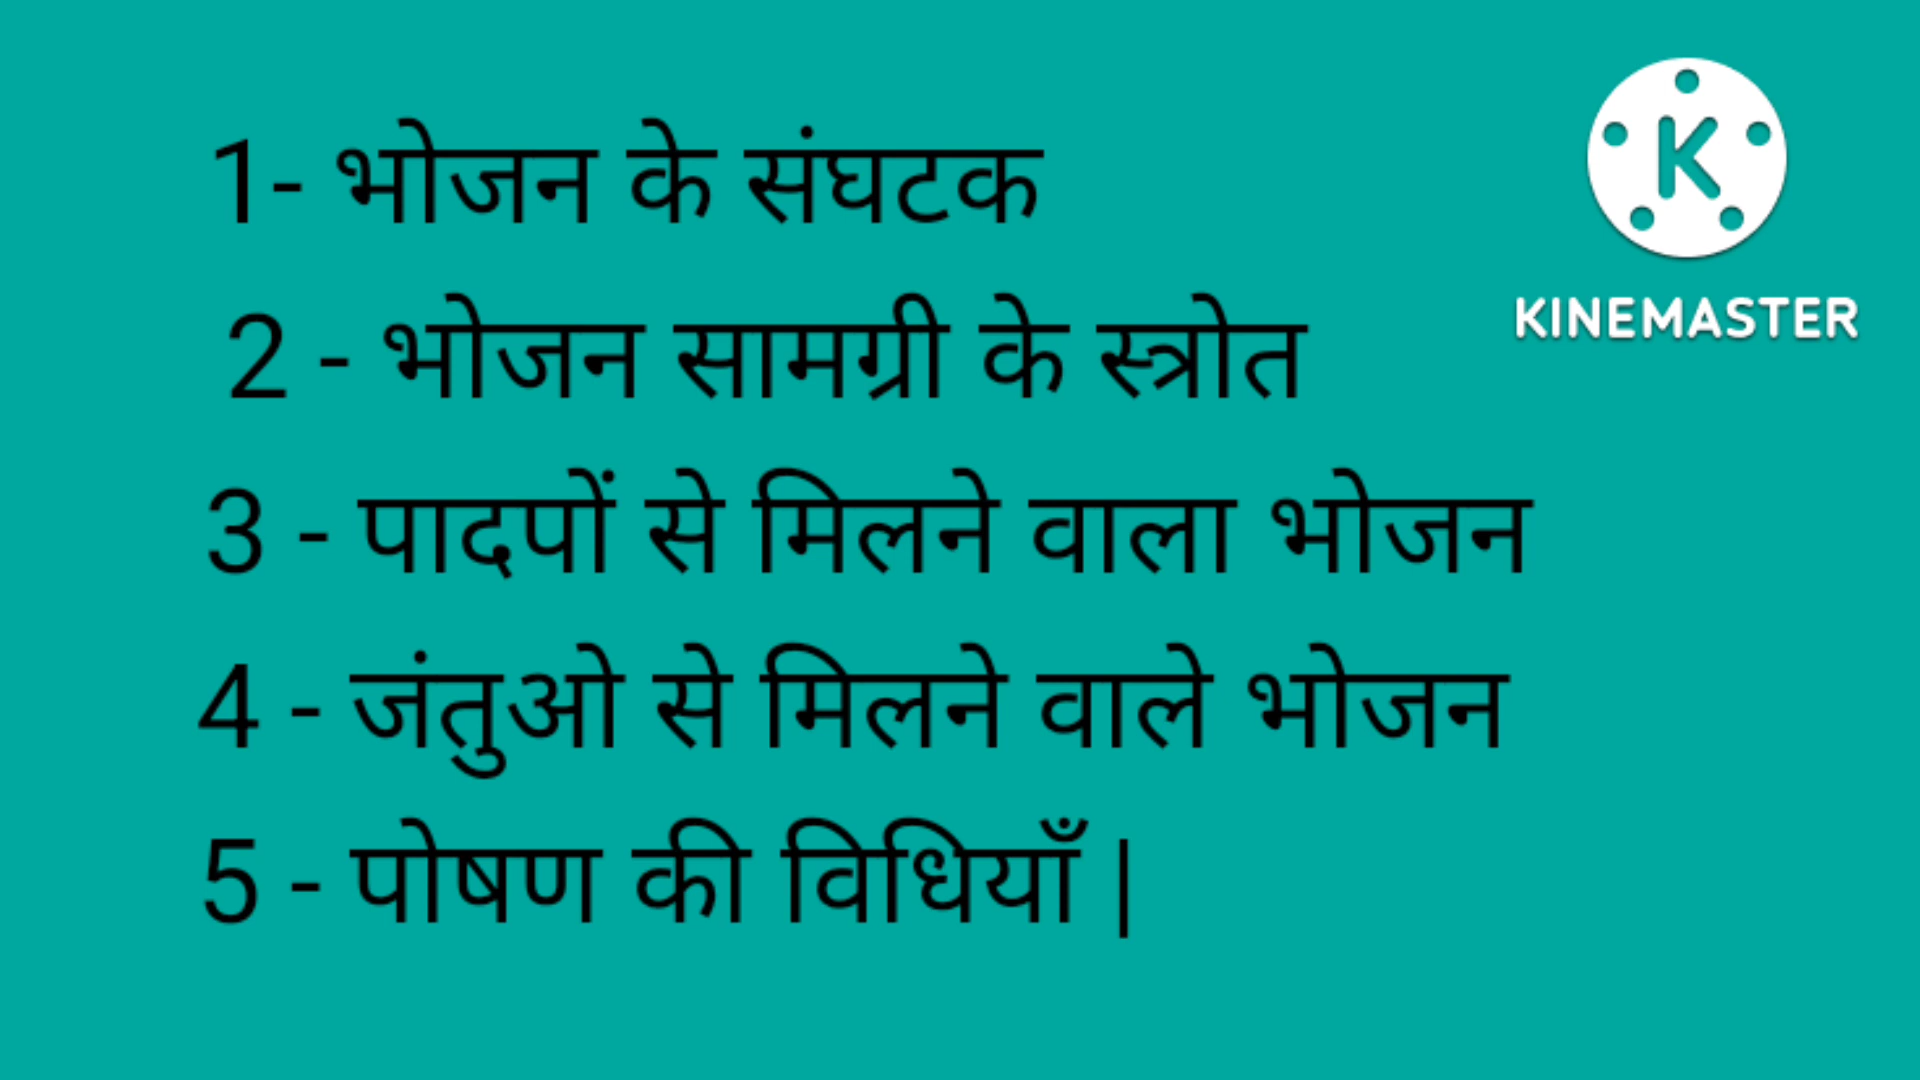 1- भोजन के संघटक
2 - भोजन सामग्री के स्त्रोत
3 - पादपों से मिलने वाला भोजन
4 - जंतुओ से मिलने वाले भोजन
5 - पोषण की विधियाँ |
K
KINEMASTER